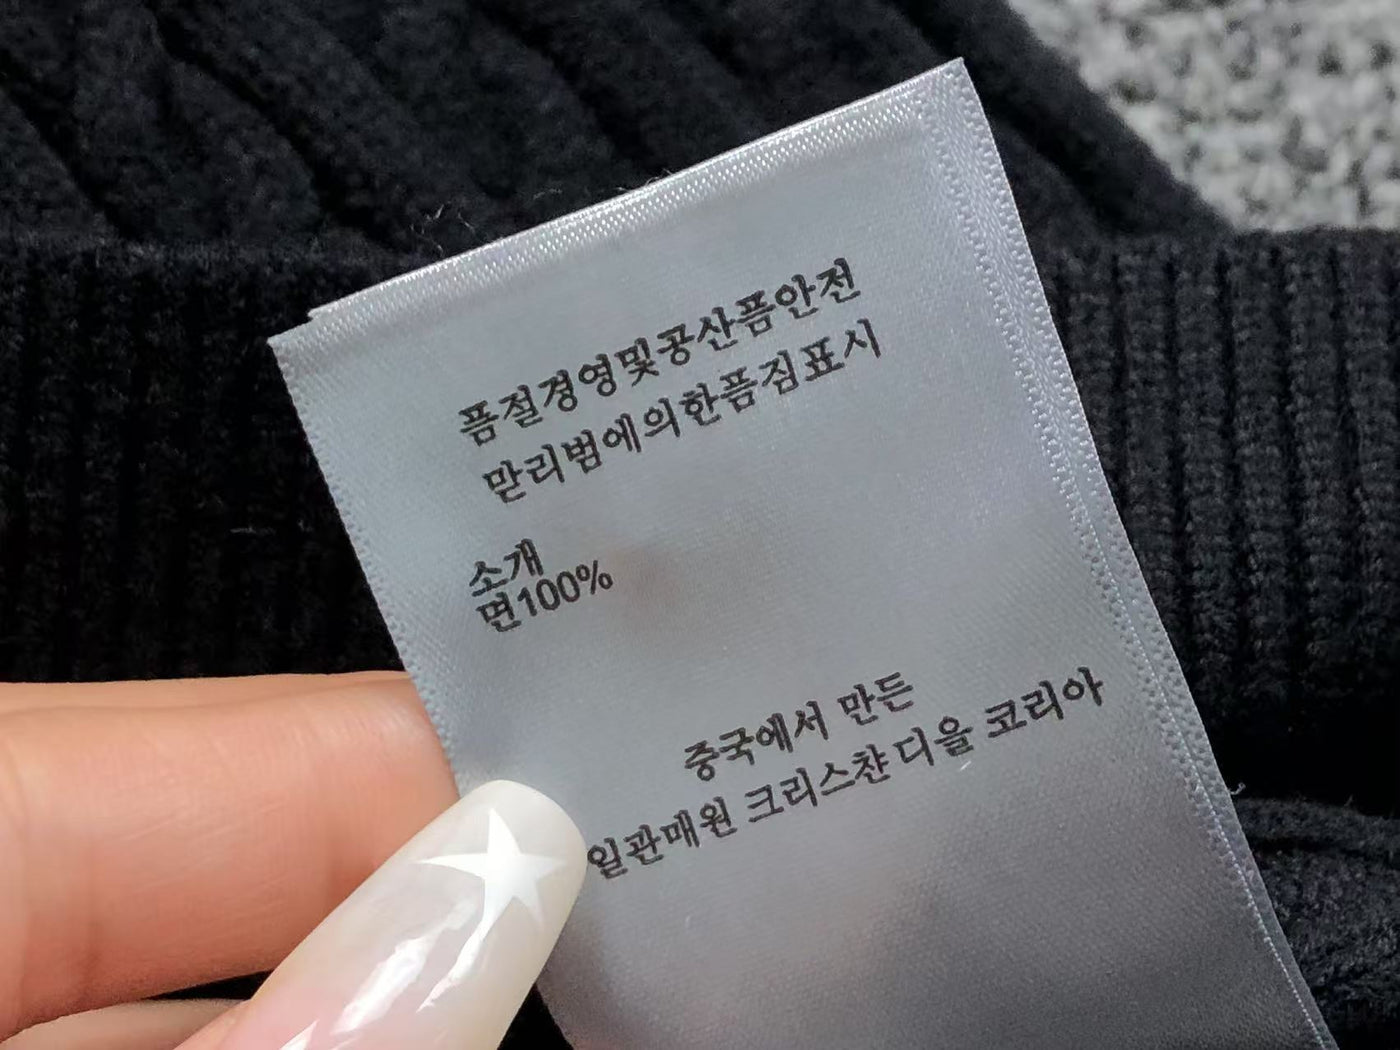 픔절경영및공산픔안전
만리범에의한픔짐표시
소개
면100%
중국에서 만든
일관매원 크리스챤 디을 코리아